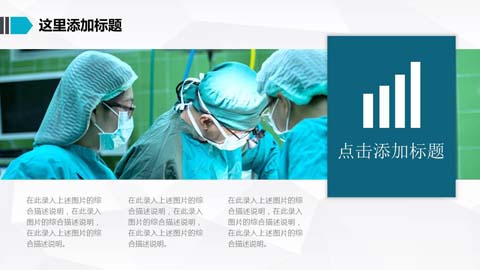 这里添加标题
点击添加标题
在此录入上述图片的综
合描述说明，在此录入
图片的综合描述说明，
在此录入上述图片的综
合描述说明。
在此录入上述图片的综
合描述说明，在此录入
图片的综合描述说明，
在此录入上述图片的综
合描述说明。
在此录入上述图片的综
合描述说明，在此录入
图片的综合描述说明，
在此录入上述图片的综
合描述说明。